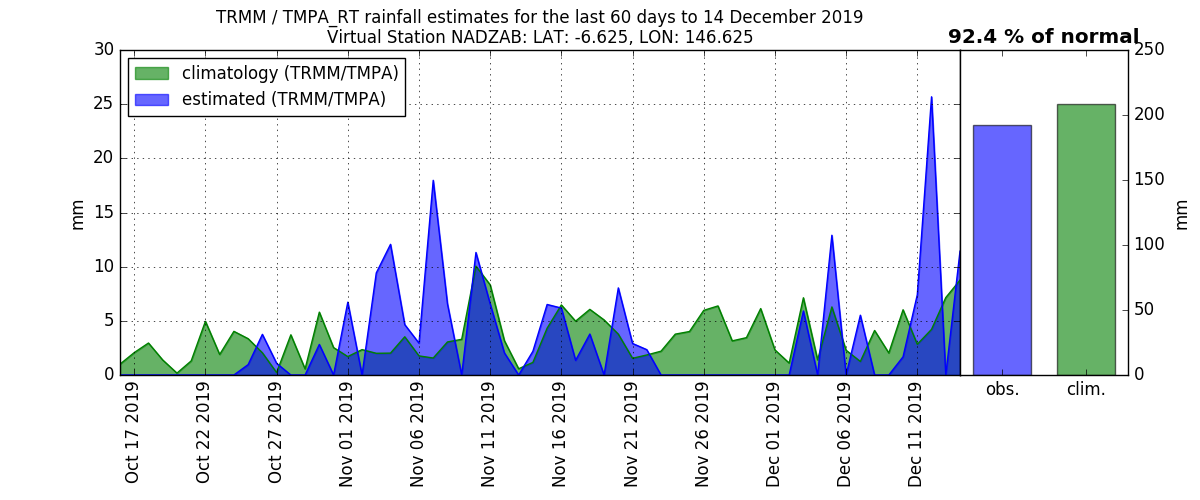 TRMM / TMPA_RT rainfall estimates for the last 60 days to 14 December 2019
Virtual Station NADZAB: LAT: -6.625, LON: 146.625
92.4 % of normal
climatology (TRMM/TMPA)
estimated (TRMM/TMPA)
mm
30
25
20
15
10
5
0
Oct 17 2019
Oct 22 2019
Oct 27 2019
Nov 01 2019
Nov 06 2019
Nov 11 2019
Nov 16 2019
Nov 21 2019
Nov 26 2019
Dec 01 2019
Dec 06 2019
Dec 11 2019
obs.
clim.
250
200
150
100
50
0
mm